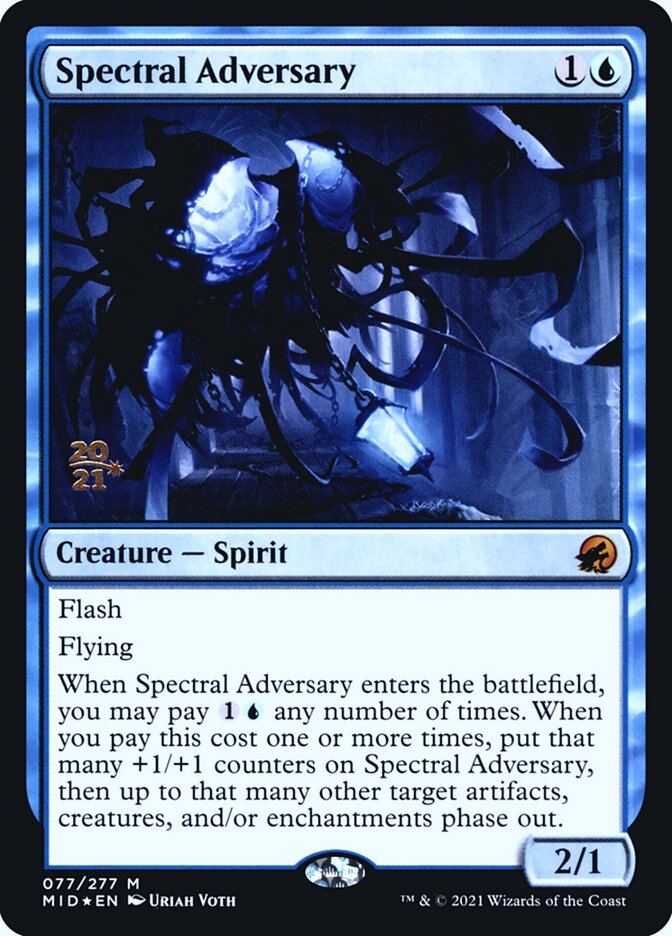 Spectral Adversary 1
20
21
Creature — Spirit
Flash
Flying
When Spectral Adversary enters the battlefield,
you may pay 1 any number of times. When
you pay this cost one or more times, put that
many +1/+1 counters on Spectral Adversary,
then up to that many other target artifacts,
creatures, and/or enchantments phase out.
2/1
077/277 M
MID★EN Uriah Voth ™ & © 2021 Wizards of the Coast